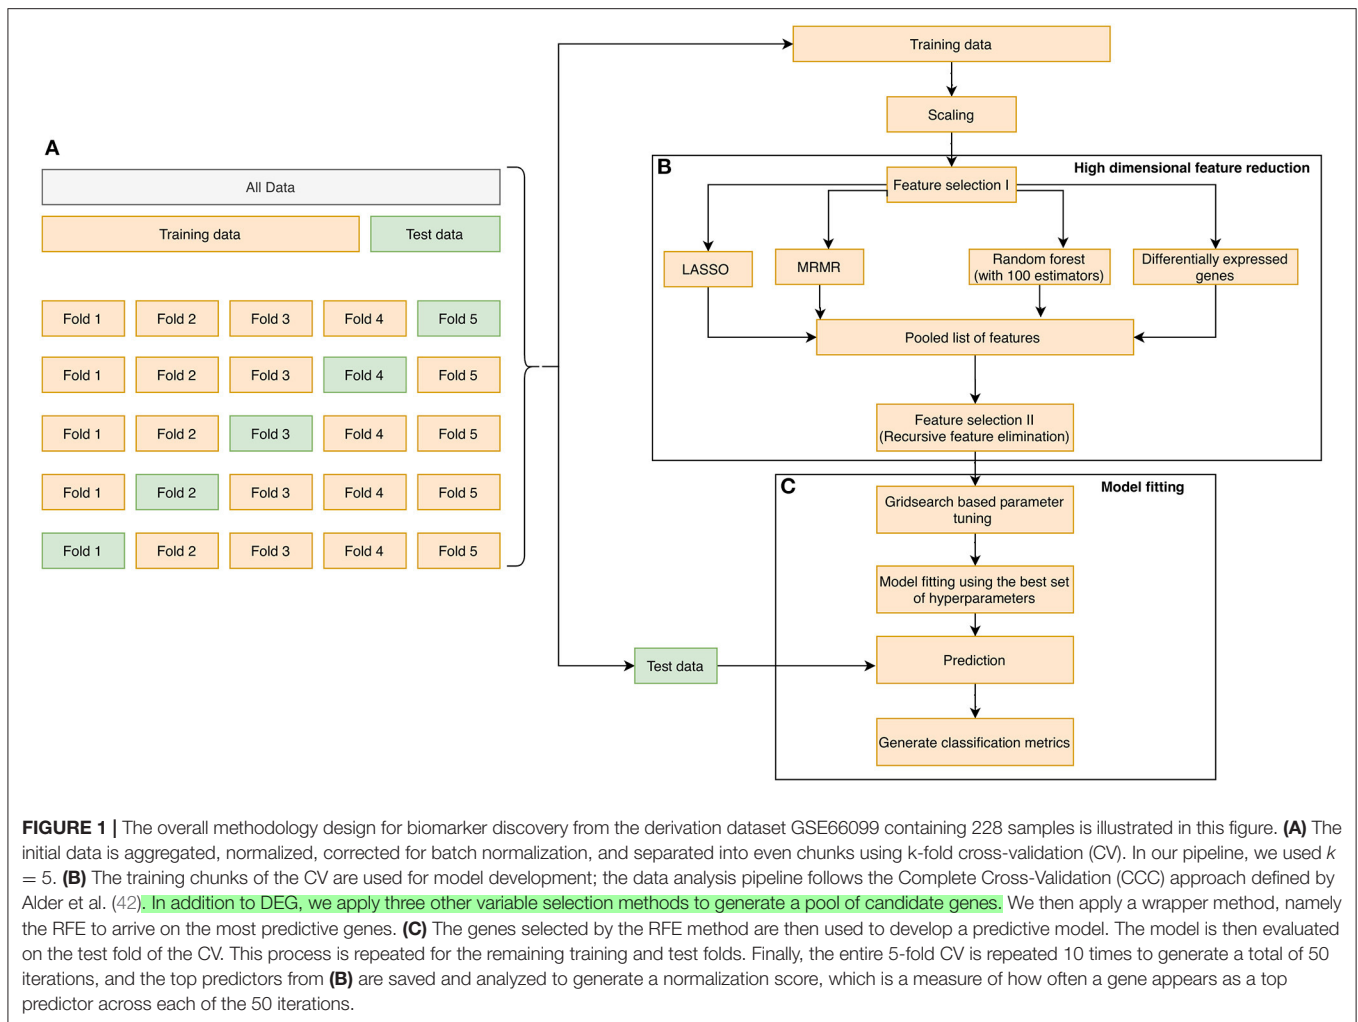 A
All Data
Training data
Test data
Fold 1
Fold 2
Fold 3
Fold 4
Fold 5
Fold 1
Fold 2
Fold 3
Fold 4
Fold 5
Fold 1
Fold 2
Fold 3
Fold 4
Fold 5
Fold 1
Fold 2
Fold 3
Fold 4
Fold 5
Fold 1
Fold 2
Fold 3
Fold 4
Fold 5
Training data
Scaling
B
High dimensional feature reduction
Feature selection I
LASSO
MRMR
Random forest
(with 100 estimators)
Differentially expressed
genes
Pooled list of features
Feature selection II
(Recursive feature elimination)
C
Model fitting
Gridsearch based parameter
tuning
Model fitting using the best set
of hyperparameters
Test data
Prediction
Generate classification metrics
FIGURE 1 | The overall methodology design for biomarker discovery from the derivation dataset GSE66099 containing 228 samples is illustrated in this figure. (A) The
initial data is aggregated, normalized, corrected for batch normalization, and separated into even chunks using k-fold cross-validation (CV). In our pipeline, we used k
= 5. (B) The training chunks of the CV are used for model development; the data analysis pipeline follows the Complete Cross-Validation (CCC) approach defined by
Alder et al. (42). In addition to DEG, we apply three other variable selection methods to generate a pool of candidate genes. We then apply a wrapper method, namely
the RFE to arrive on the most predictive genes. (C) The genes selected by the RFE method are then used to develop a predictive model. The model is then evaluated
on the test fold of the CV. This process is repeated for the remaining training and test folds. Finally, the entire 5-fold CV is repeated 10 times to generate a total of 50
iterations, and the top predictors from (B) are saved and analyzed to generate a normalization score, which is a measure of how often a gene appears as a top
predictor across each of the 50 iterations.